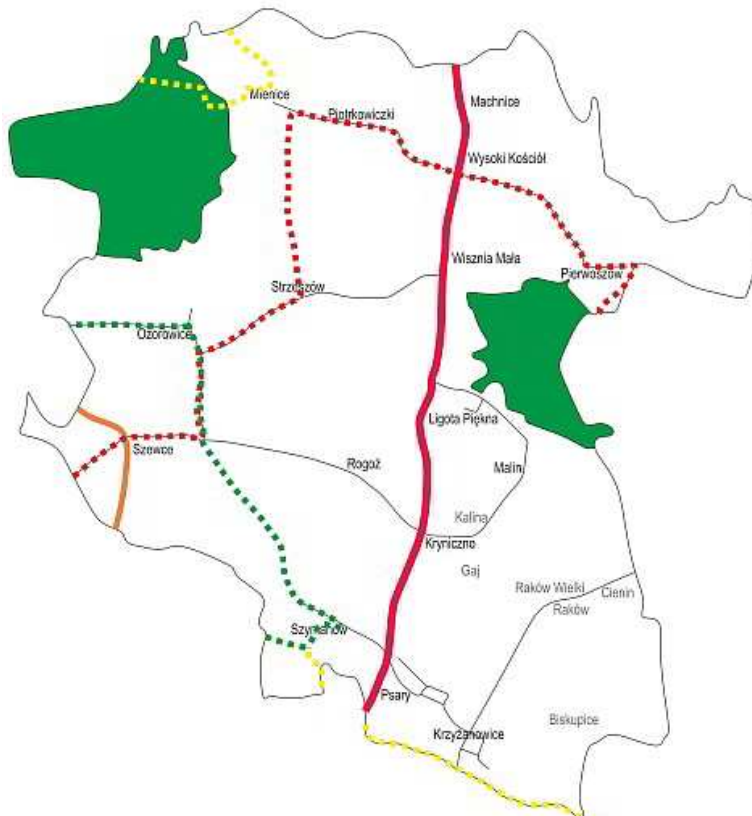 Mienice
Machnice
Piotrkowiczki
Wysoki Kościół
Wisznia Mała
Pierwoszów
Strzeszów
Ozorowice
Ligota Piękna
Szewce
Rogoż
Malin
Kalina
Kryniczno
Gaj
Raków Wielki
Cienin
Raków
Szymanów
Psary
Biskupice
Krzyżanowice